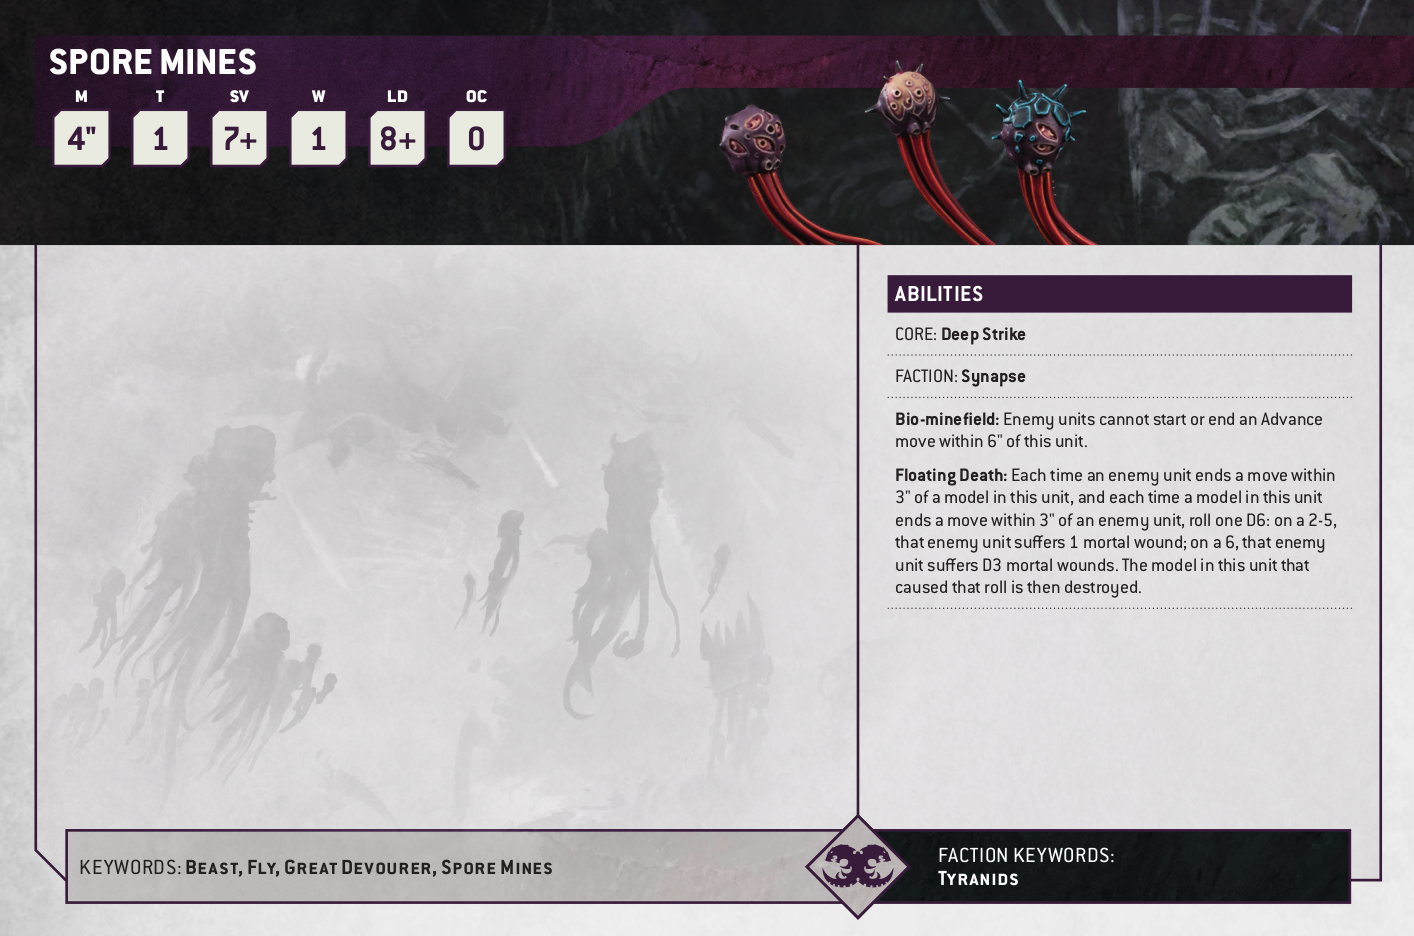 SPORE MINES
M T SV W LD OC
4" 1 7+ 1 8+ 0
ABILITIES
CORE: Deep Strike
FACTION: Synapse
Bio-minefield: Enemy units cannot start or end an Advance
move within 6" of this unit.
Floating Death: Each time an enemy unit ends a move within
3" of a model in this unit, and each time a model in this unit
ends a move within 3" of an enemy unit, roll one D6: on a 2-5,
that enemy unit suffers 1 mortal wound; on a 6, that enemy
unit suffers D3 mortal wounds. The model in this unit that
caused that roll is then destroyed.
KEYWORDS: BEAST, FLY, GREAT DEVOURER, SPORE MINES
FACTION KEYWORDS:
TYRANIDS